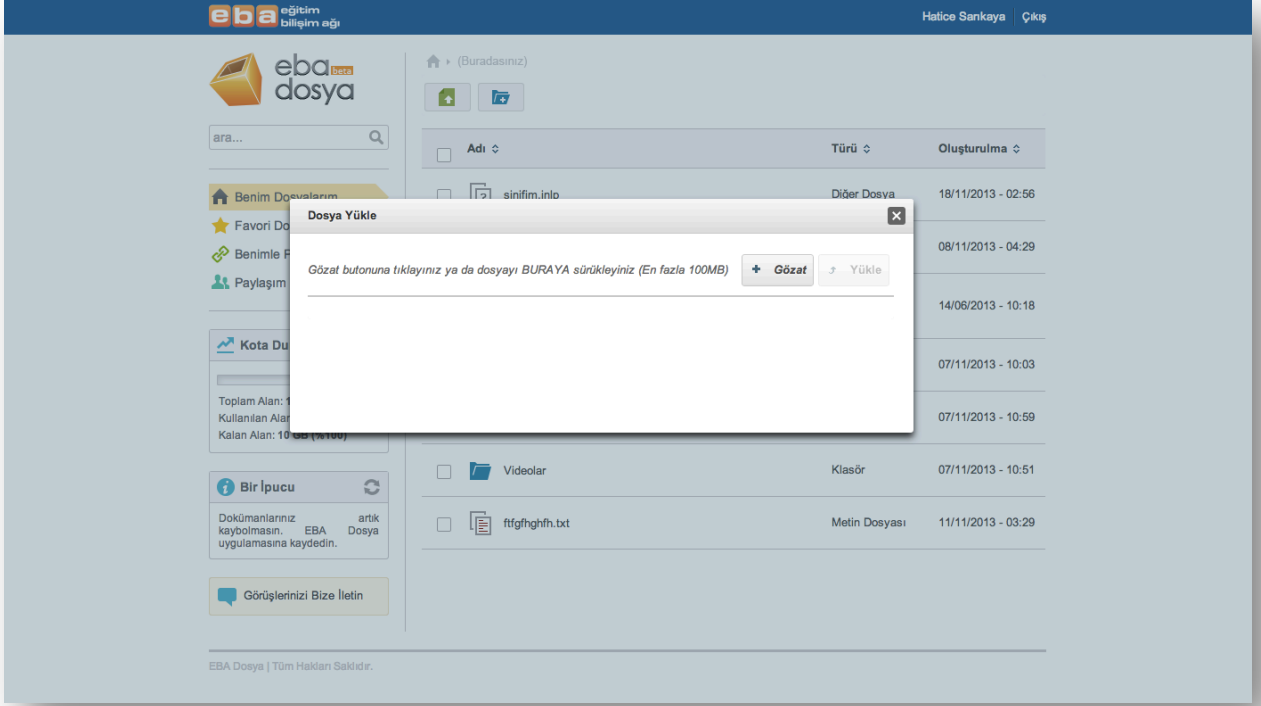 eba eğitim
bilişim ağı
Hatice Sarıkaya Çıkış
eba beta
dosya
(Buradasınız)
ara...
Adı Türü Oluşturulma
Benim Dosyalarım
sinifim.inlp Diğer Dosya 18/11/2013 - 02:56
Dosya Yükle
Favori Do
08/11/2013 - 04:29
Benimle P
Gözat butonuna tıklayınız ya da dosyayı BURAYA sürükleyiniz (En fazla 100MB) Gözat Yükle
Paylaşım
14/06/2013 - 10:18
Kota Du
07/11/2013 - 10:03
Toplam Alan: 1
Kullanılan Alan
07/11/2013 - 10:59
Kalan Alan: 10 GB (%100)
Videolar Klasör 07/11/2013 - 10:51
Bir İpucu
Dokümanlarınız artık
kaybolmasın. EBA Dosya
uygulamasına kaydedin.
ftfgfhghfh.txt Metin Dosyası 11/11/2013 - 03:29
Görüşlerinizi Bize İletin
EBA Dosya | Tüm Hakları Saklıdır.